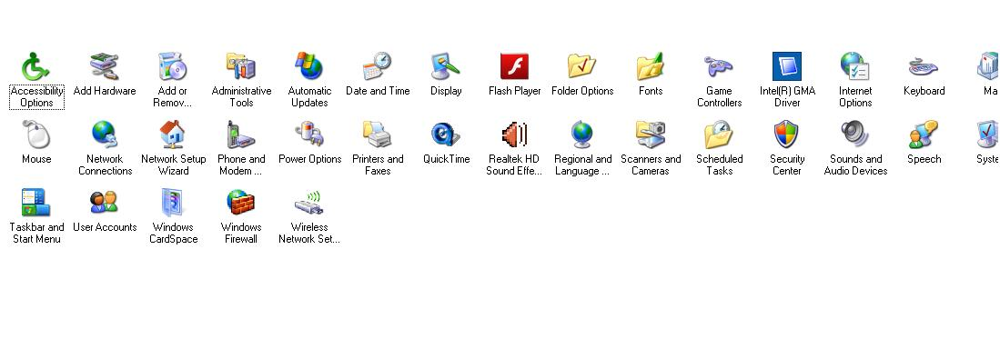 Accessibility Options
Add Hardware
Add or Remov...
Administrative Tools
Automatic Updates
Date and Time
Display
Flash Player
Folder Options
Fonts
Game Controllers
Intel(R) GMA Driver
Internet Options
Keyboard
Ma
Mouse
Network Connections
Network Setup Wizard
Phone and Modem ...
Power Options
Printers and Faxes
QuickTime
Realtek HD Sound Effe...
Regional and Language ...
Scanners and Cameras
Scheduled Tasks
Security Center
Sounds and Audio Devices
Speech
Syste
Taskbar and Start Menu
User Accounts
Windows CardSpace
Windows Firewall
Wireless Network Set...